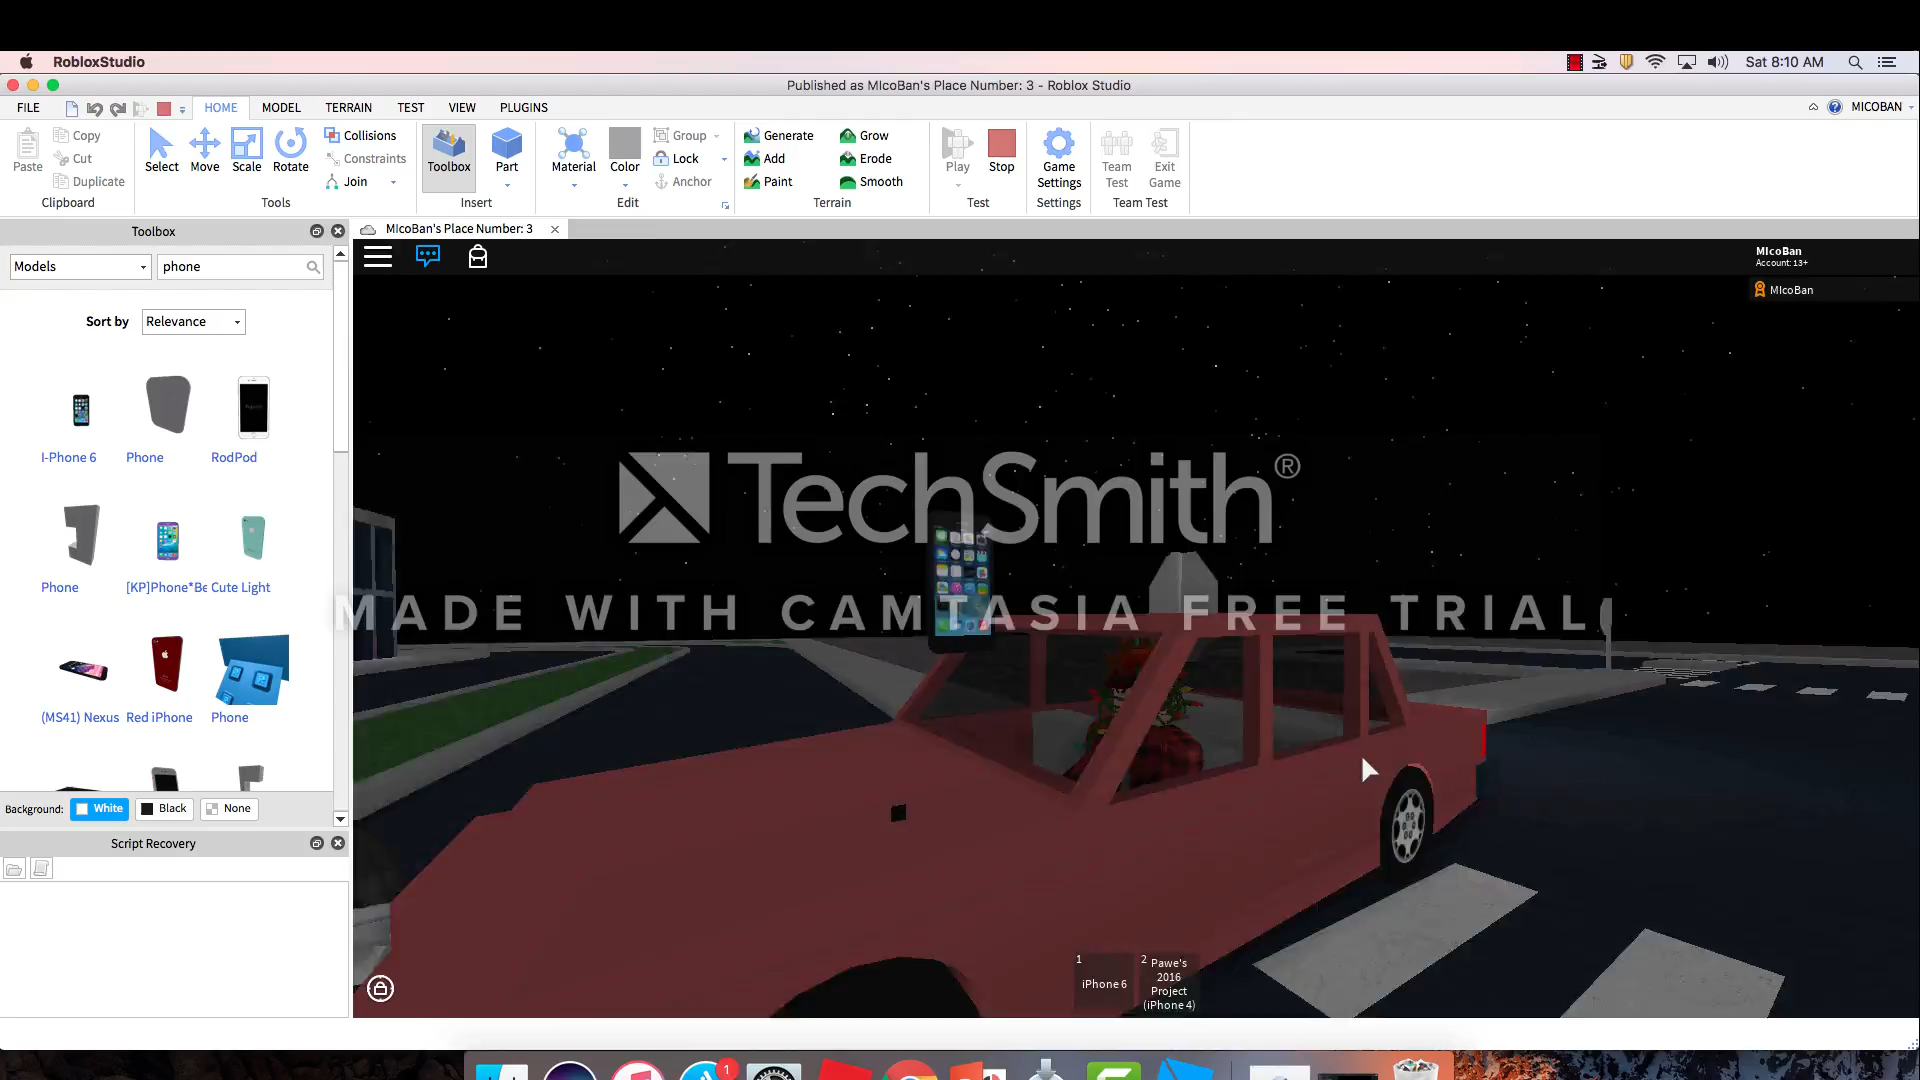 RobloxStudio
Sat 8:10 AM
Published as MIcoBan's Place Number: 3 - Roblox Studio
FILE HOME MODEL TERRAIN TEST VIEW PLUGINS MICOBAN
Paste Copy Cut Duplicate
Clipboard
Select Move Scale Rotate Collisions Constraints Join
Tools
Toolbox Part
Insert
Material Color Group Lock Anchor
Edit
Generate Grow
Add Erode
Paint Smooth
Terrain
Play Stop
Test
Game Settings
Settings
Team Test Exit Game
Team Test
Toolbox
MIcoBan's Place Number: 3
Models phone
Sort by Relevance
I-Phone 6 Phone RodPod
Phone [KP]Phone*Be Cute Light
(MS41) Nexus Red iPhone Phone
Background: White Black None
Script Recovery
MIcoBan
Account: 13+
MIcoBan
TechSmith®
MADE WITH CAMTASIA FREE TRIAL
1
iPhone 6
2
Pawe's
2016
Project
(iPhone 4)
1